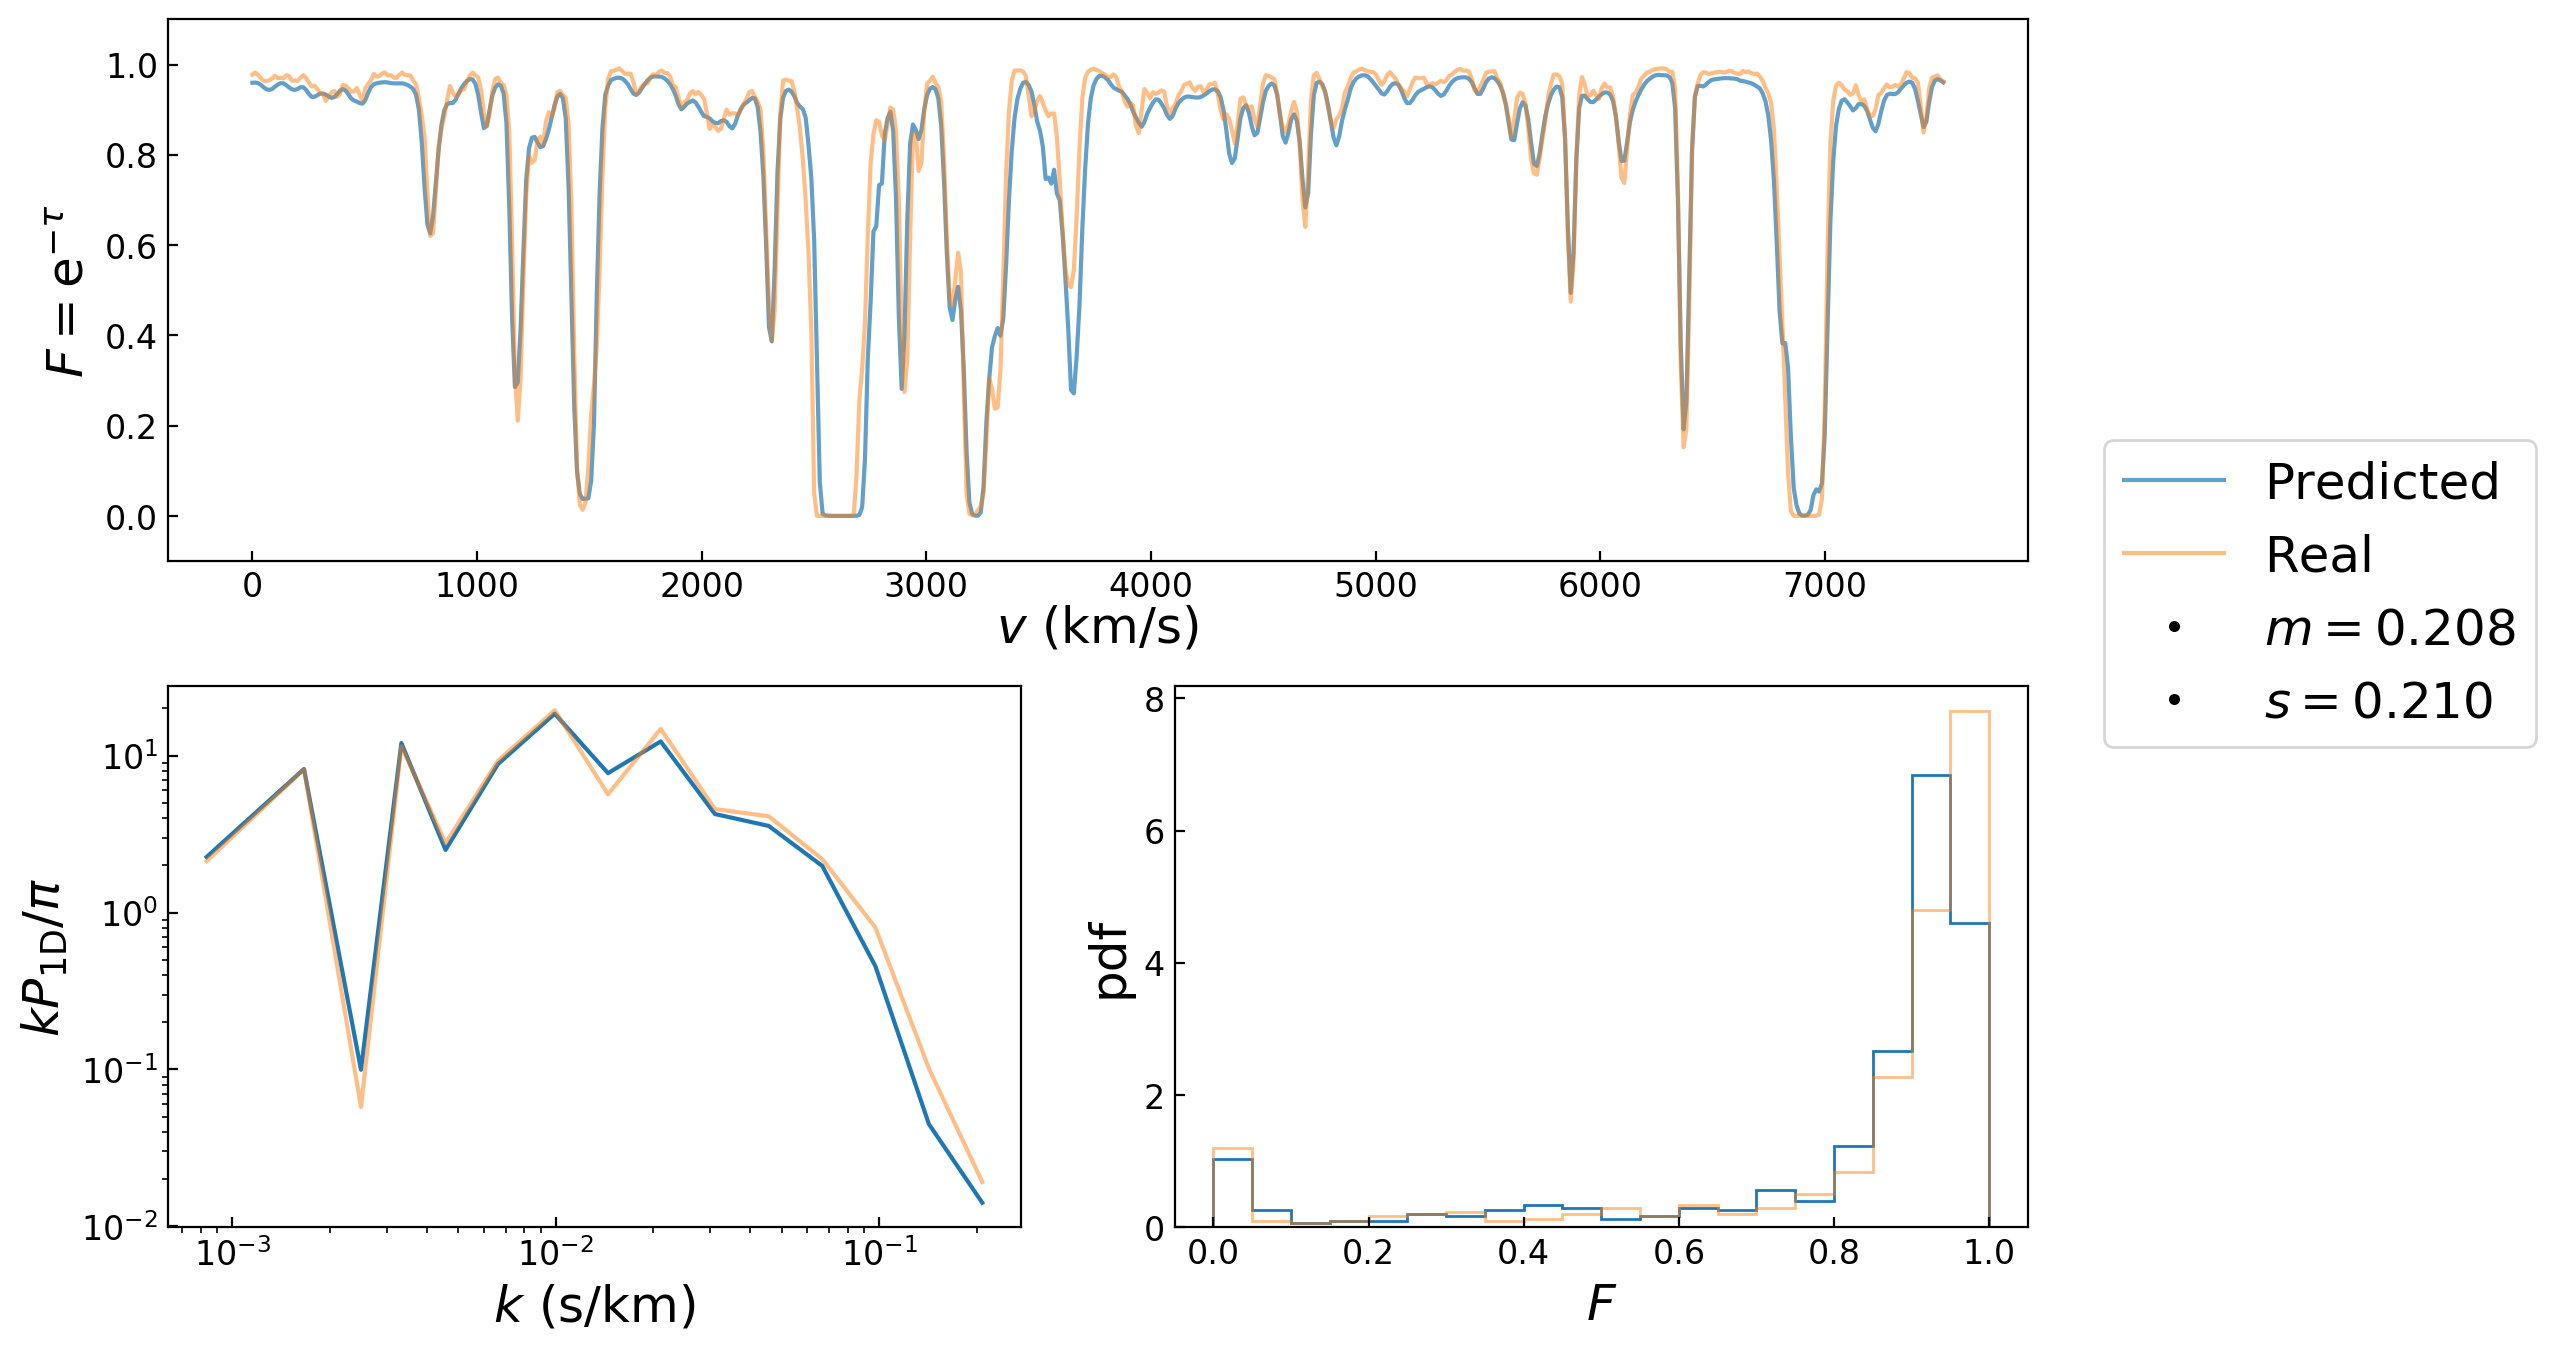 F = e^{-τ}
1.0
0.8
0.6
0.4
0.2
0.0
0 1000 2000 3000 4000 5000 6000 7000
v (km/s)
Predicted
Real
m = 0.208
s = 0.210
kP_{1D}/π
10^1
10^0
10^{-1}
10^{-2}
10^{-3} 10^{-2} 10^{-1}
k (s/km)
pdf
8
6
4
2
0
0.0 0.2 0.4 0.6 0.8 1.0
F